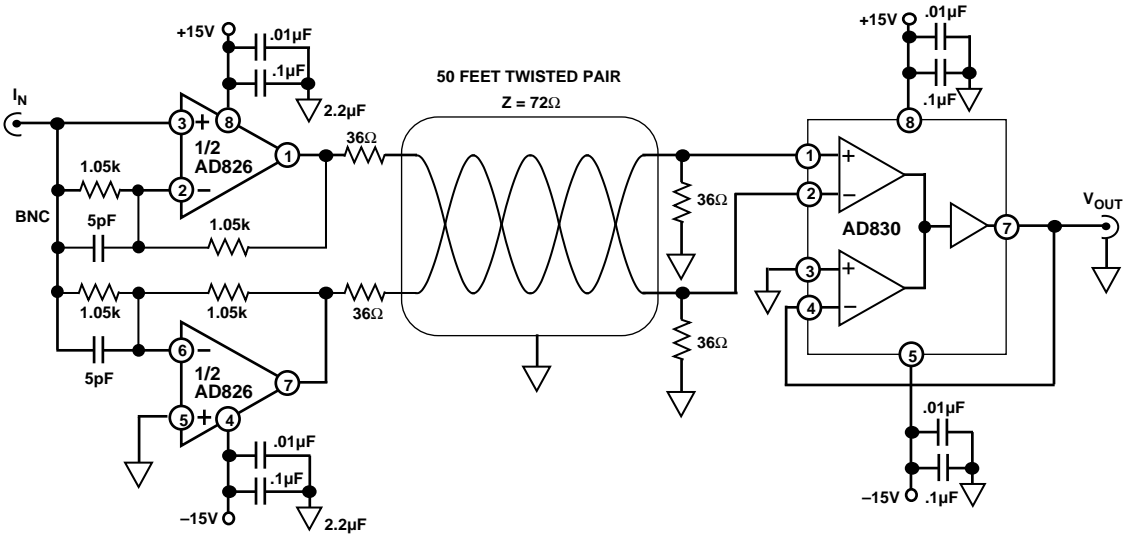 +15V
.01µF
.1µF
2.2µF
IN
3
+
8
1/2
AD826
1
36Ω
1.05k
2
–
BNC
5pF
1.05k
50 FEET TWISTED PAIR
Z = 72Ω
1.05k
1.05k
36Ω
5pF
6
–
1/2
AD826
7
5
+
4
.01µF
.1µF
–15V
2.2µF
36Ω
36Ω
+15V
.01µF
.1µF
8
1
+
2
–
AD830
7
VOUT
3
+
4
–
5
.01µF
.1µF
–15V